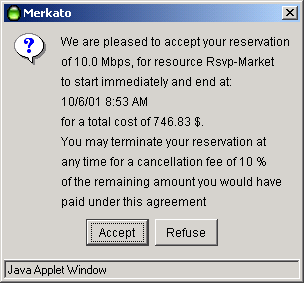 Merkato
We are pleased to accept your reservation
of 10.0 Mbps, for resource Rsvp-Market
to start immediately and end at:
10/6/01 8:53 AM
for a total cost of 746.83 $.
You may terminate your reservation at
any time for a cancellation fee of 10 %
of the remaining amount you would have
paid under this agreement
Accept Refuse
Java Applet Window